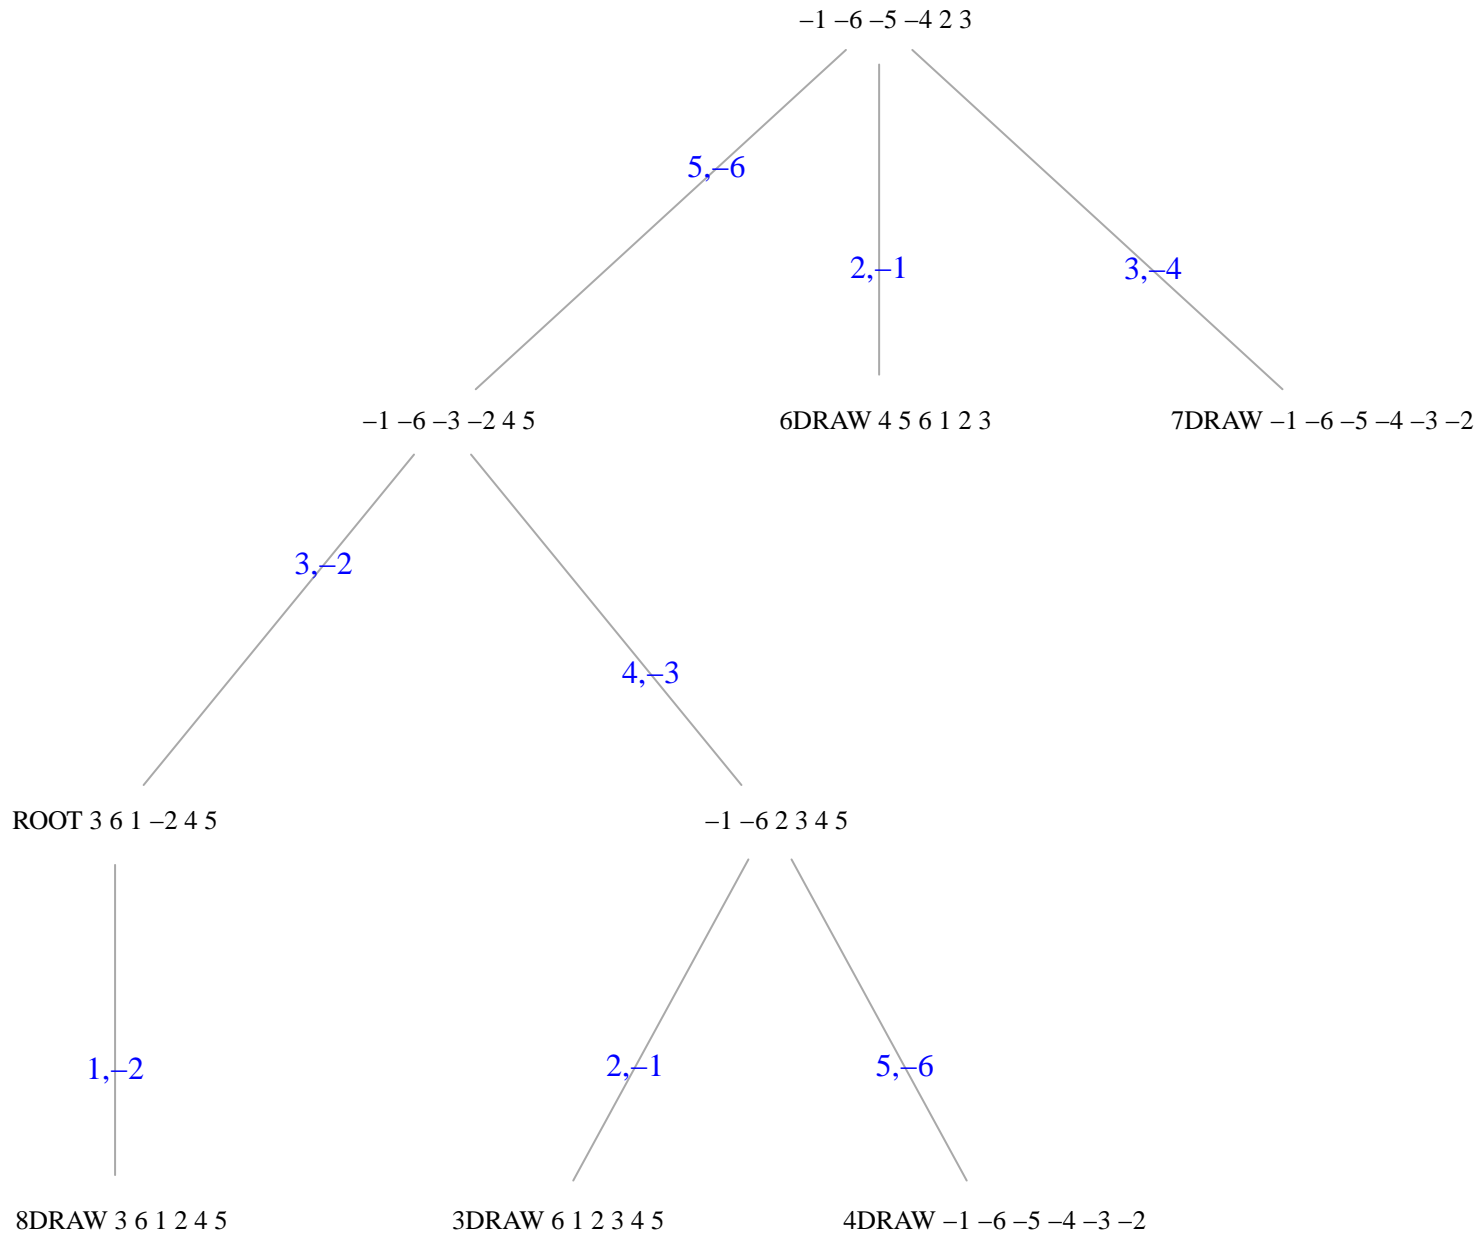 –1 –6 –5 –4 2 3
5,–6
2,–1
3,–4
–1 –6 –3 –2 4 5
6DRAW 4 5 6 1 2 3
7DRAW –1 –6 –5 –4 –3 –2
3,–2
4,–3
ROOT 3 6 1 –2 4 5
–1 –6 2 3 4 5
1,–2
2,–1
5,–6
8DRAW 3 6 1 2 4 5
3DRAW 6 1 2 3 4 5
4DRAW –1 –6 –5 –4 –3 –2